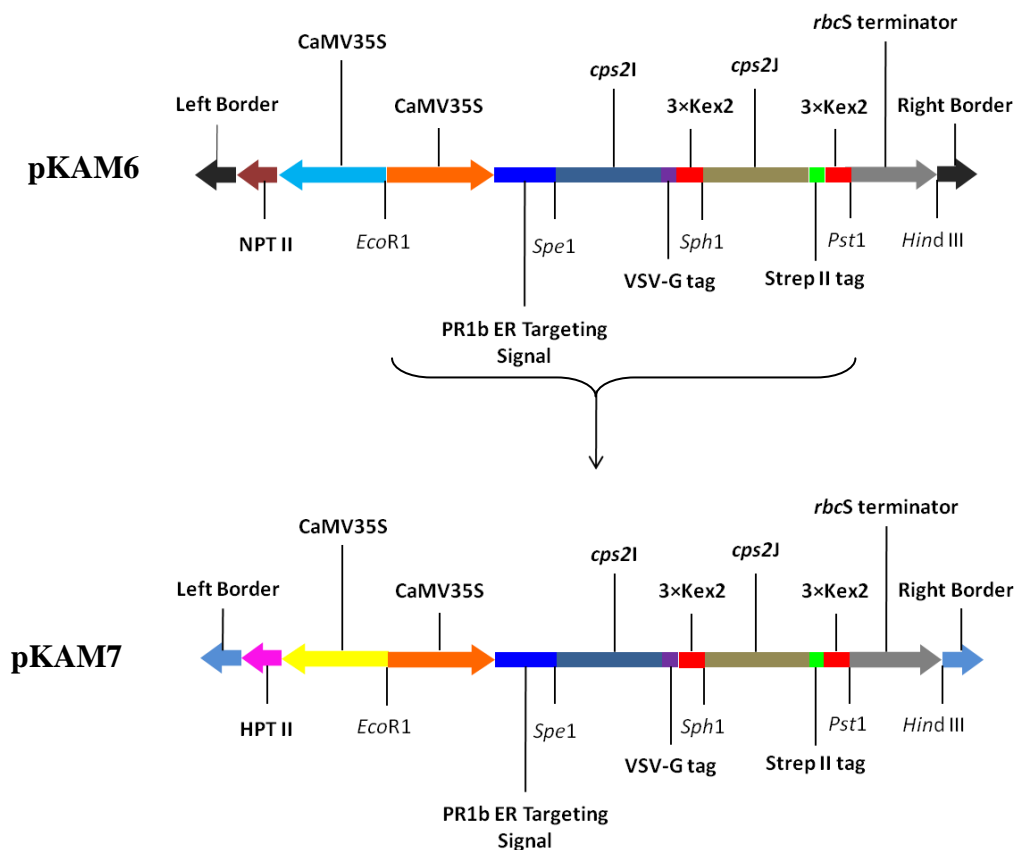 rbcS terminator
CaMV35S
cps2I
cps2J
Left Border
CaMV35S
3×Kex2
3×Kex2
Right Border
pKAM6
NPT II
EcoR1
Spe1
Sph1
Pst1
Hind III
VSV-G tag
Strep II tag
PR1b ER Targeting
Signal
rbcS terminator
CaMV35S
cps2I
cps2J
Left Border
CaMV35S
3×Kex2
3×Kex2
Right Border
pKAM7
HPT II
EcoR1
Spe1
Sph1
Pst1
Hind III
VSV-G tag
Strep II tag
PR1b ER Targeting
Signal